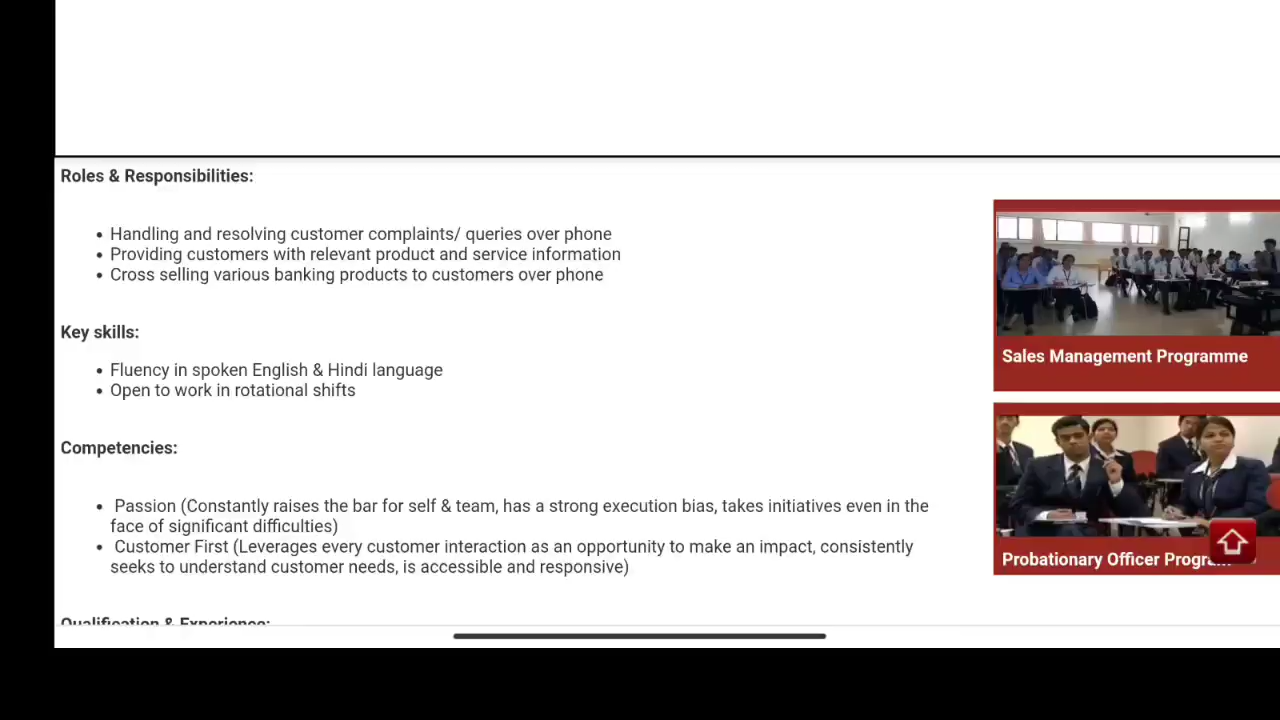 Roles & Responsibilities:
• Handling and resolving customer complaints/ queries over phone
• Providing customers with relevant product and service information
• Cross selling various banking products to customers over phone
Key skills:
• Fluency in spoken English & Hindi language
• Open to work in rotational shifts
Competencies:
• Passion (Constantly raises the bar for self & team, has a strong execution bias, takes initiatives even in the
face of significant difficulties)
• Customer First (Leverages every customer interaction as an opportunity to make an impact, consistently
seeks to understand customer needs, is accessible and responsive)
Qualification & Experience:
Sales Management Programme
Probationary Officer